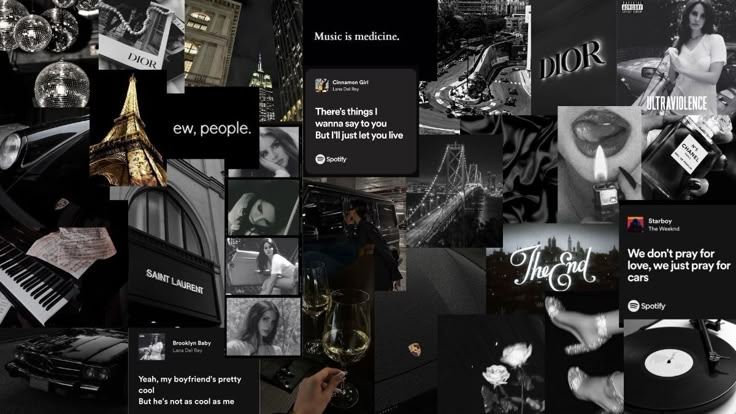 DIOR
ew, people.
SAINT LAURENT
Brooklyn Baby
Lana Del Rey
Yeah, my boyfriend's pretty
cool
But he's not as cool as me
Music is medicine.
Cinnamon Girl
Lana Del Rey
There's things I
wanna say to you
But I'll just let you live
Spotify
DIOR
ULTRAVIOLENCE
N°5
CHANEL
The End
Starboy
The Weeknd
We don't pray for
love, we just pray for
cars
Spotify